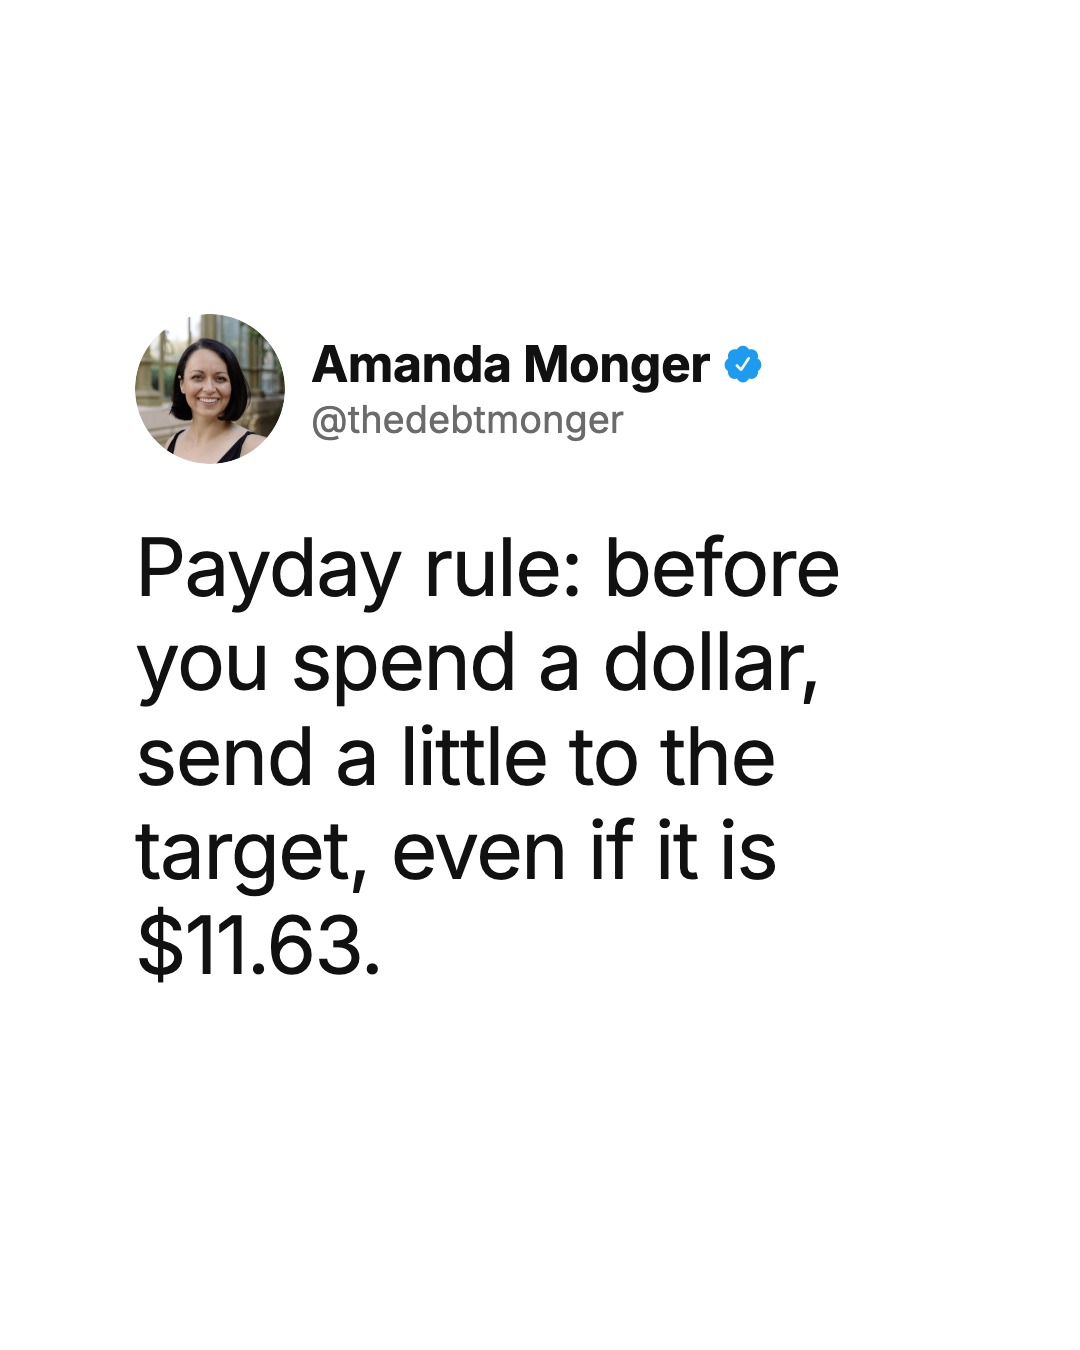 Amanda Monger
@thedebtmonger
Payday rule: before
you spend a dollar,
send a little to the
target, even if it is
$11.63.